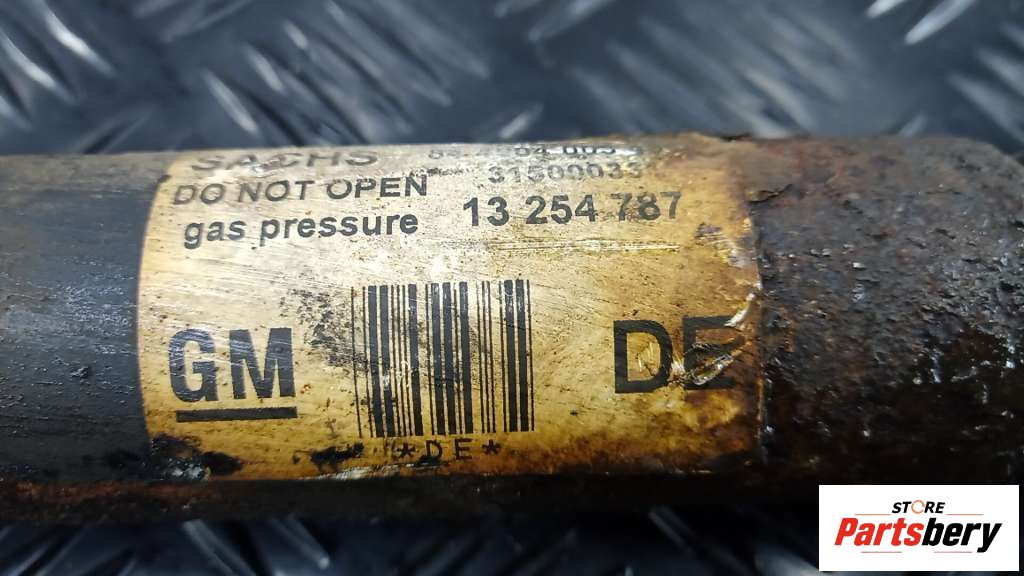 SACHS
31500033
DO NOT OPEN
gas pressure 13 254 787
GM
DE
*DE*
STORE
Partsbery